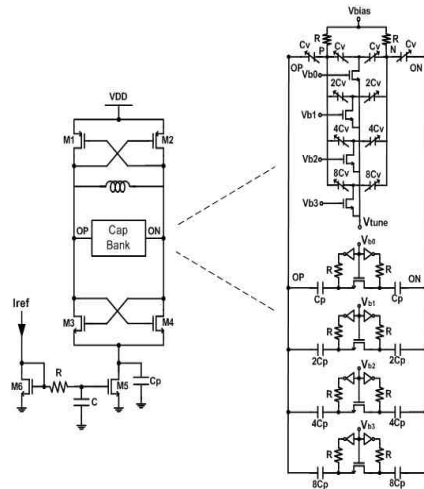 Vbias
R R
Cv P Cv Cv N Cv
OP ON
Vb0
2Cv 2Cv
Vb1
4Cv 4Cv
Vb2
8Cv 8Cv
Vb3
Vtune
VDD
M1 M2
OP Cap Bank ON
M3 M4
Iref
M6 R M5 Cp
C
Vb0
OP R R ON
Cp Cp
Vb1
R R
2Cp 2Cp
Vb2
R R
4Cp 4Cp
Vb3
R R
8Cp 8Cp